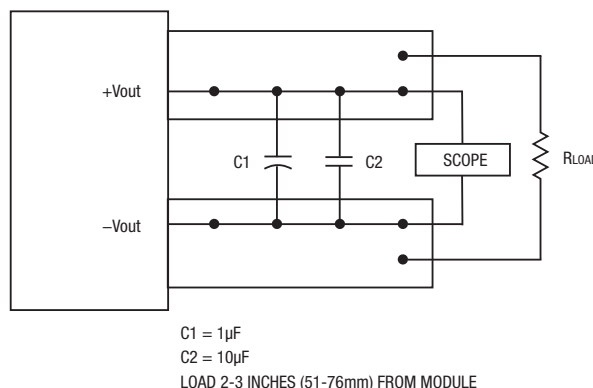 +Vout
C1
C2
SCOPE
RLOAD
−Vout
C1 = 1µF
C2 = 10µF
LOAD 2-3 INCHES (51-76mm) FROM MODULE